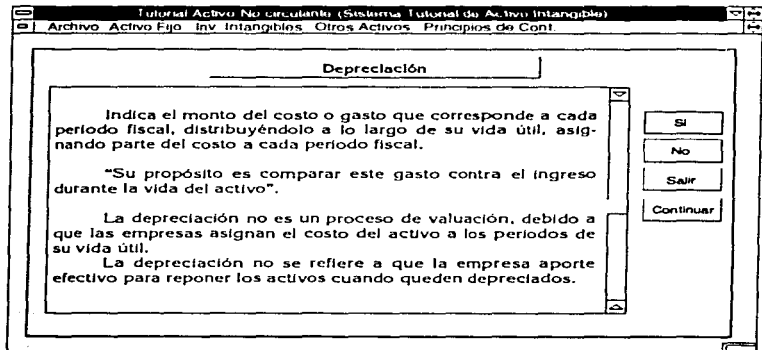 Tutorial Activo No circulante (Sistema Tutorial de Activo Intangible)
Archivo Activo Fijo Inv. Intangibles Otros Activos Principios de Cont.
Depreciación
Indica el monto del costo o gasto que corresponde a cada
período fiscal, distribuyéndolo a lo largo de su vida útil, asig-
nando parte del costo a cada período fiscal.
"Su propósito es comparar este gasto contra el ingreso
durante la vida del activo".
La depreciación no es un proceso de valuación, debido a
que las empresas asignan el costo del activo a los períodos de
su vida útil.
La depreciación no se refiere a que la empresa aporte
efectivo para reponer los activos cuando queden depreciados.
Si
No
Salir
Continuar